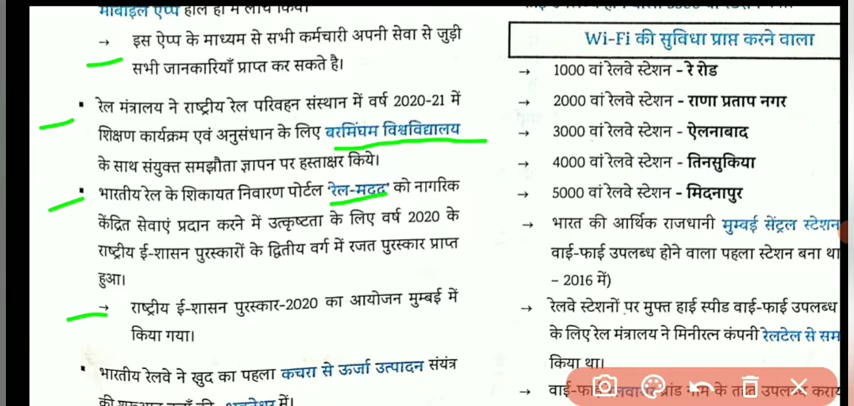 मोबाइल ऐप्प हाल ही में लांच किया।
→ इस ऐप्प के माध्यम से सभी कर्मचारी अपनी सेवा से जुड़ी
सभी जानकारियाँ प्राप्त कर सकते है।
▪ रेल मंत्रालय ने राष्ट्रीय रेल परिवहन संस्थान में वर्ष 2020-21 में
शिक्षण कार्यक्रम एवं अनुसंधान के लिए बरमिंघम विश्वविद्यालय
के साथ संयुक्त समझौता ज्ञापन पर हस्ताक्षर किये।
▪ भारतीय रेल के शिकायत निवारण पोर्टल 'रेल-मदद' को नागरिक
केंद्रित सेवाएं प्रदान करने में उत्कृष्टता के लिए वर्ष 2020 के
राष्ट्रीय ई-शासन पुरस्कारों के द्वितीय वर्ग में रजत पुरस्कार प्राप्त
हुआ।
→ राष्ट्रीय ई-शासन पुरस्कार-2020 का आयोजन मुम्बई में
किया गया।
▪ भारतीय रेलवे ने खुद का पहला कचरा से ऊर्जा उत्पादन संयंत्र
Wi-Fi की सुविधा प्राप्त करने वाला
→ 1000 वां रेलवे स्टेशन - रे रोड
→ 2000 वां रेलवे स्टेशन - राणा प्रताप नगर
→ 3000 वां रेलवे स्टेशन - ऐलनाबाद
→ 4000 वां रेलवे स्टेशन - तिनसुकिया
→ 5000 वां रेलवे स्टेशन - मिदनापुर
→ भारत की आर्थिक राजधानी मुम्बई सेंट्रल स्टेशन
वाई-फाई उपलब्ध होने वाला पहला स्टेशन बना था
- 2016 में)
→ रेलवे स्टेशनों पर मुफ्त हाई स्पीड वाई-फाई उपलब्ध
के लिए रेल मंत्रालय ने मिनीरत्न कंपनी रेलटेल से सम
किया था।
→ वाई-फाई ब्रांड नाम के तहत उपलब्ध